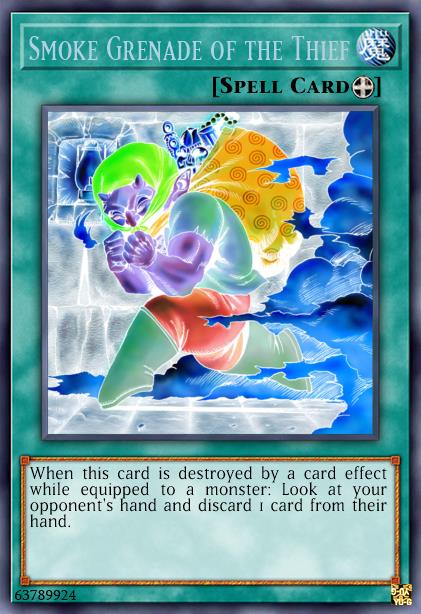 Smoke Grenade of the Thief
魔
[Spell Card]
When this card is destroyed by a card effect
while equipped to a monster: Look at your
opponent's hand and discard 1 card from their
hand.
63789924